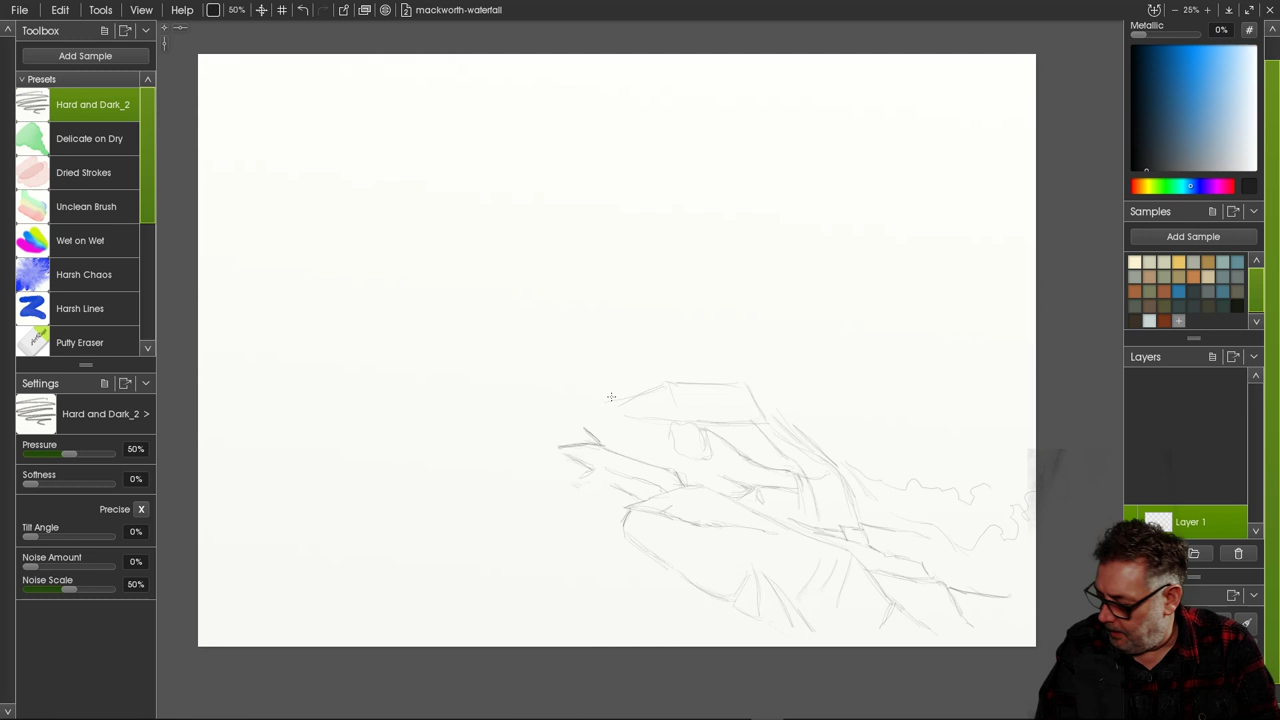 File Edit Tools View Help 50% 2 mackworth-waterfall 25%
Toolbox
Add Sample
Presets
Hard and Dark_2
Delicate on Dry
Dried Strokes
Unclean Brush
Wet on Wet
Harsh Chaos
Harsh Lines
Putty Eraser
Settings
Hard and Dark_2 >
Pressure 50%
Softness 0%
Precise X
Tilt Angle 0%
Noise Amount 0%
Noise Scale 50%
Metallic 0% #
Samples
Add Sample
Layers
Layer 1